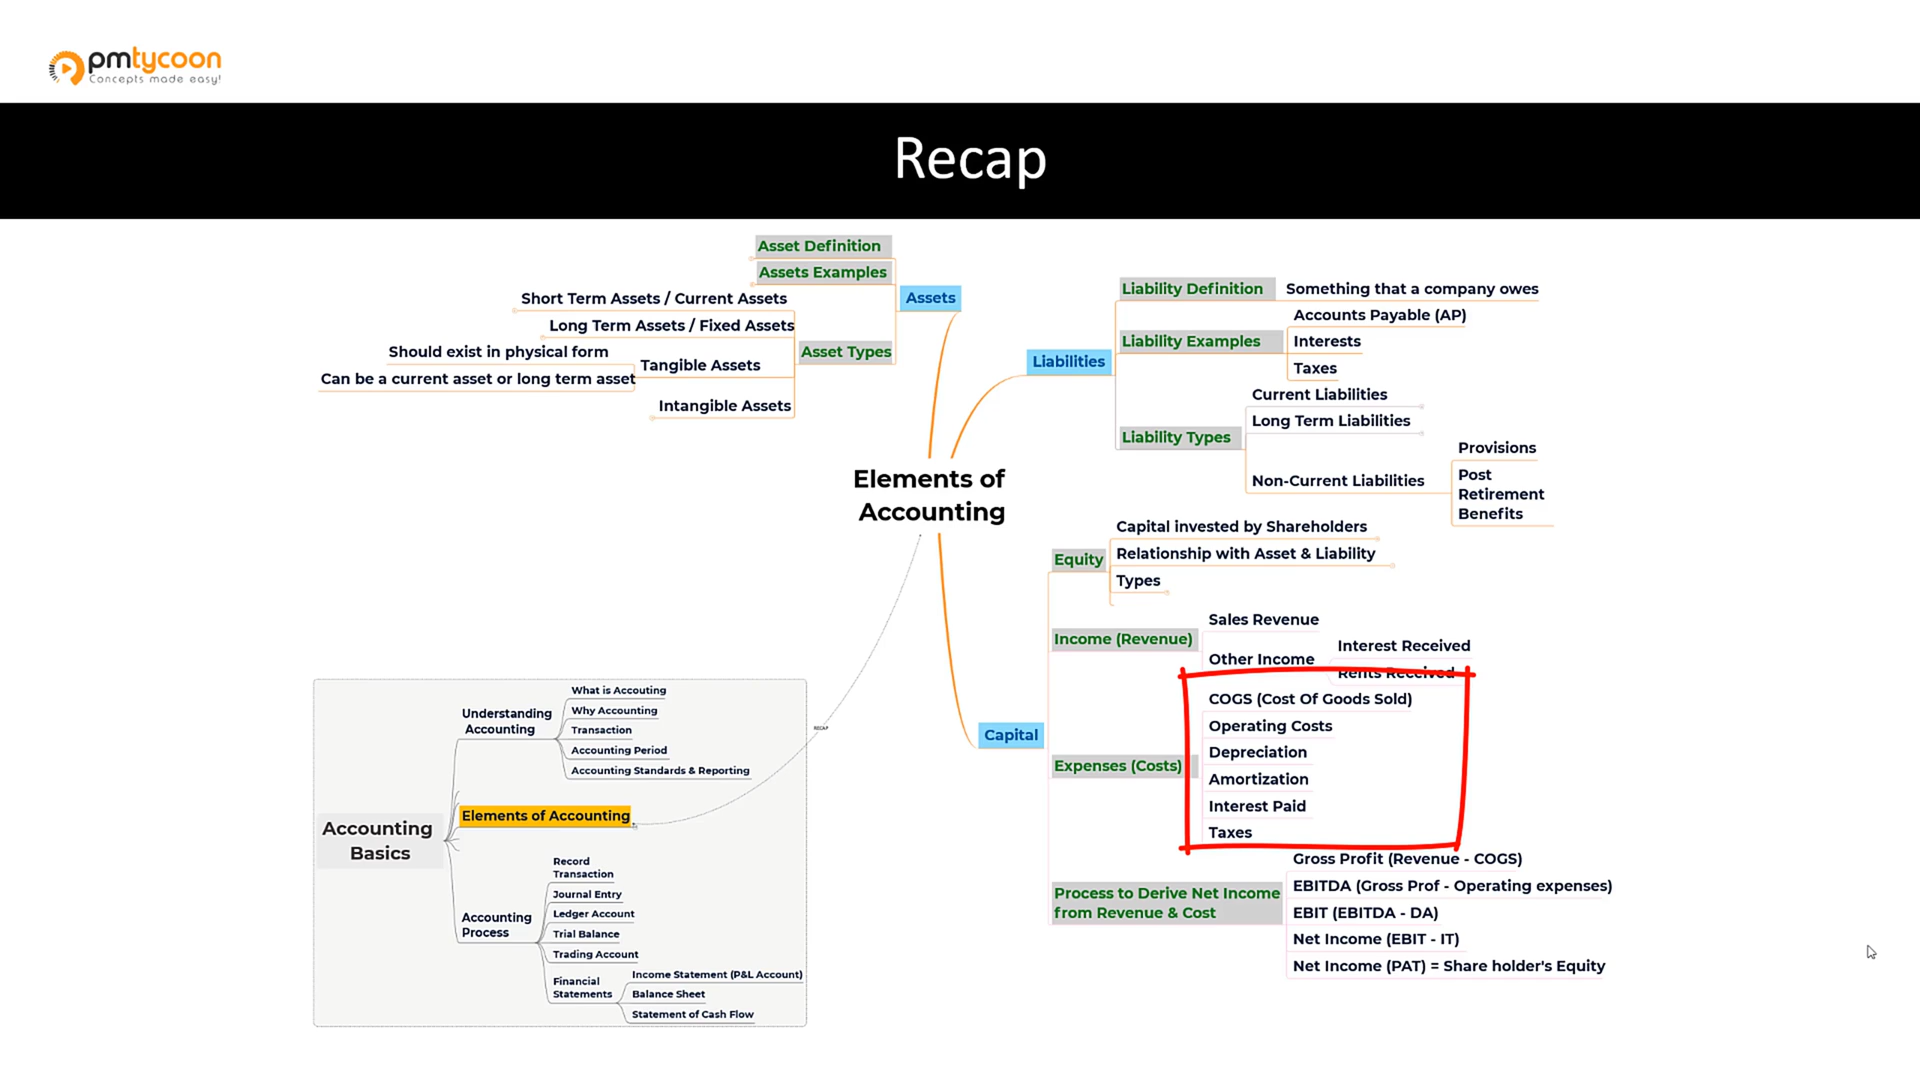 pmtycoon
Concepts made easy!
Recap
Asset Definition
Assets Examples
Assets
Short Term Assets / Current Assets
Long Term Assets / Fixed Assets
Asset Types
Should exist in physical form
Tangible Assets
Can be a current asset or long term asset
Intangible Assets
Liability Definition
Something that a company owes
Accounts Payable (AP)
Liability Examples
Interests
Taxes
Liabilities
Current Liabilities
Long Term Liabilities
Liability Types
Non-Current Liabilities
Provisions
Post
Retirement
Benefits
Elements of
Accounting
Capital invested by Shareholders
Equity
Relationship with Asset & Liability
Types
Sales Revenue
Income (Revenue)
Other Income
Interest Received
Rents Received
Capital
COGS (Cost Of Goods Sold)
Operating Costs
Depreciation
Expenses (Costs)
Amortization
Interest Paid
Taxes
Process to Derive Net Income
from Revenue & Cost
Gross Profit (Revenue - COGS)
EBITDA (Gross Prof - Operating expenses)
EBIT (EBITDA - DA)
Net Income (EBIT - IT)
Net Income (PAT) = Share holder's Equity
RECAP
Accounting
Basics
Understanding
Accounting
What is Accouting
Why Accounting
Transaction
Accounting Period
Accounting Standards & Reporting
Elements of Accounting
Accounting
Process
Record
Transaction
Journal Entry
Ledger Account
Trial Balance
Trading Account
Financial
Statements
Income Statement (P&L Account)
Balance Sheet
Statement of Cash Flow